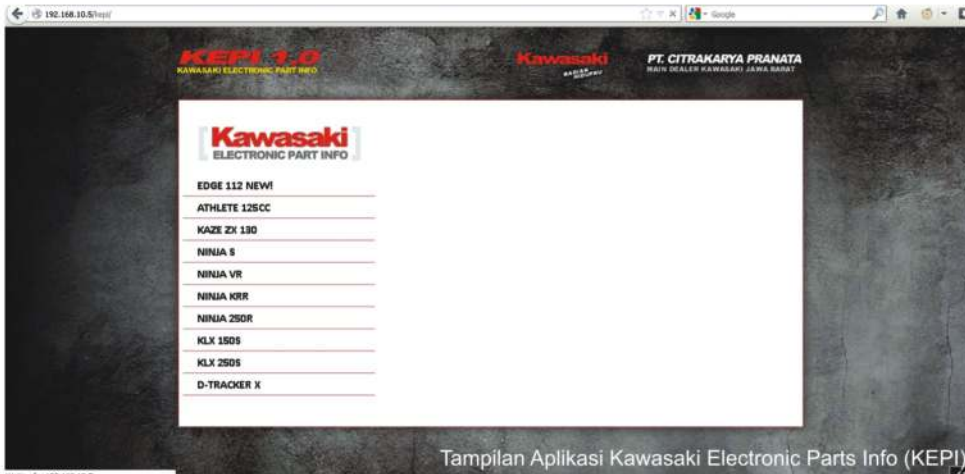 192.168.10.5/kepi/
Google
KEPI 1.0
KAWASAKI ELECTRONIC PART INFO
Kawasaki
PT. CITRAKARYA PRANATA
MAIN DEALER KAWASAKI JAWA BARAT
Kawasaki
ELECTRONIC PART INFO
EDGE 112 NEW!
ATHLETE 125CC
KAZE ZX 130
NINJA S
NINJA VR
NINJA KRR
NINJA 250R
KLX 150S
KLX 250S
D-TRACKER X
Tampilan Aplikasi Kawasaki Electronic Parts Info (KEPI)